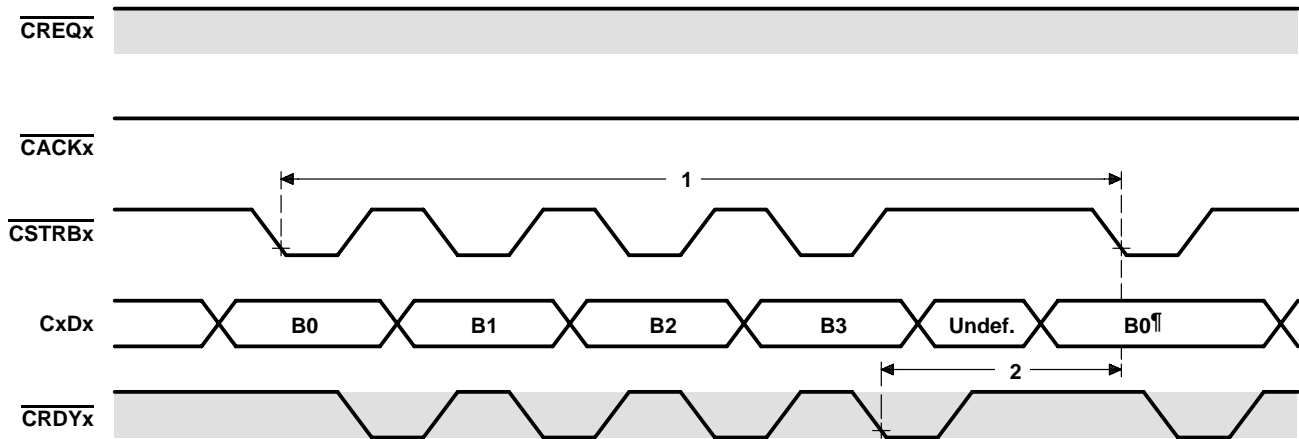 CREQx
CACKx
1
CSTRBx
CxDx B0 B1 B2 B3 Undef. B0¶
2
CRDYx